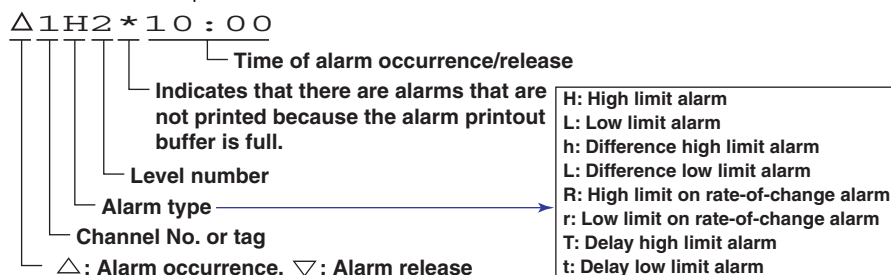 △1H2*10:00
Time of alarm occurrence/release
Indicates that there are alarms that are
not printed because the alarm printout
buffer is full.
Level number
Alarm type
Channel No. or tag
△: Alarm occurrence, ▽: Alarm release
H: High limit alarm
L: Low limit alarm
h: Difference high limit alarm
L: Difference low limit alarm
R: High limit on rate-of-change alarm
r: Low limit on rate-of-change alarm
T: Delay high limit alarm
t: Delay low limit alarm